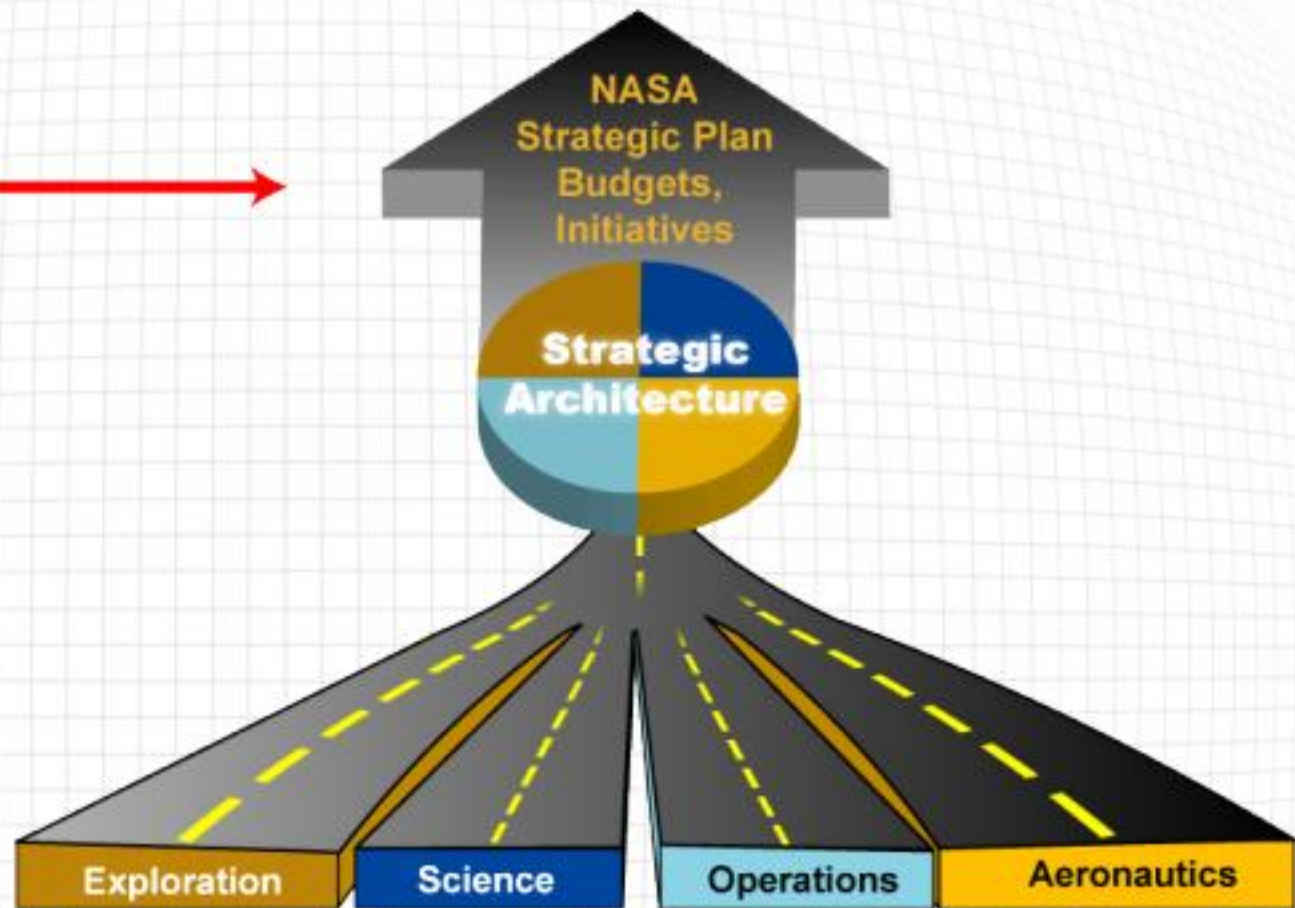 NASA
Strategic Plan
Budgets,
Initiatives
Strategic
Architecture
Exploration
Science
Operations
Aeronautics